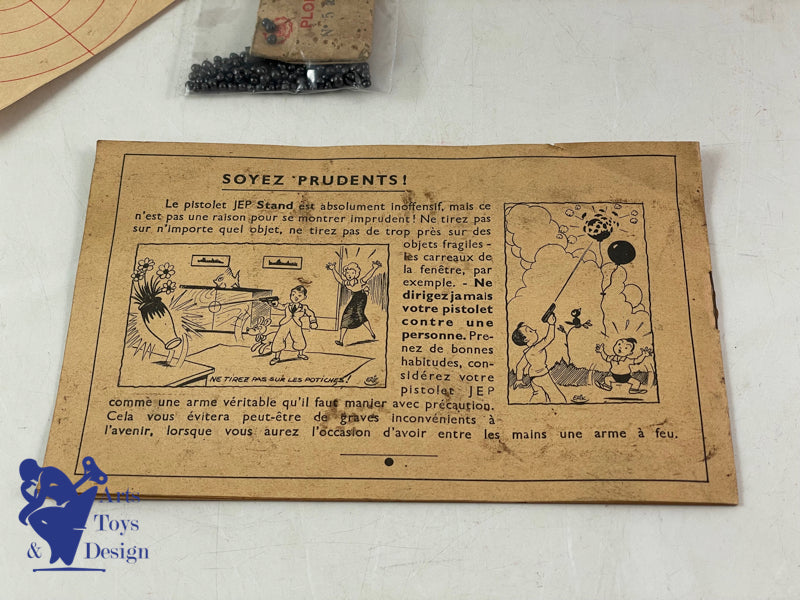 PLO
N° 5
SOYEZ PRUDENTS !
Le pistolet JEP Stand est absolument inoffensif, mais ce
n'est pas une raison pour se montrer imprudent ! Ne tirez pas
sur n'importe quel objet, ne tirez pas de trop près sur des
objets fragiles -
les carreaux de
la fenêtre, par
exemple. - Ne
dirigez jamais
votre pistolet
contre une
personne. Pre-
nez de bonnes
habitudes, con-
sidérez votre
pistolet JEP
comme une arme véritable qu'il faut manier avec précaution.
Cela vous évitera peut-être de graves inconvénients à
l'avenir, lorsque vous aurez l'occasion d'avoir entre les mains une arme à feu.
NE TIREZ PAS SUR LES POTICHES !
Arts
Toys
& Design